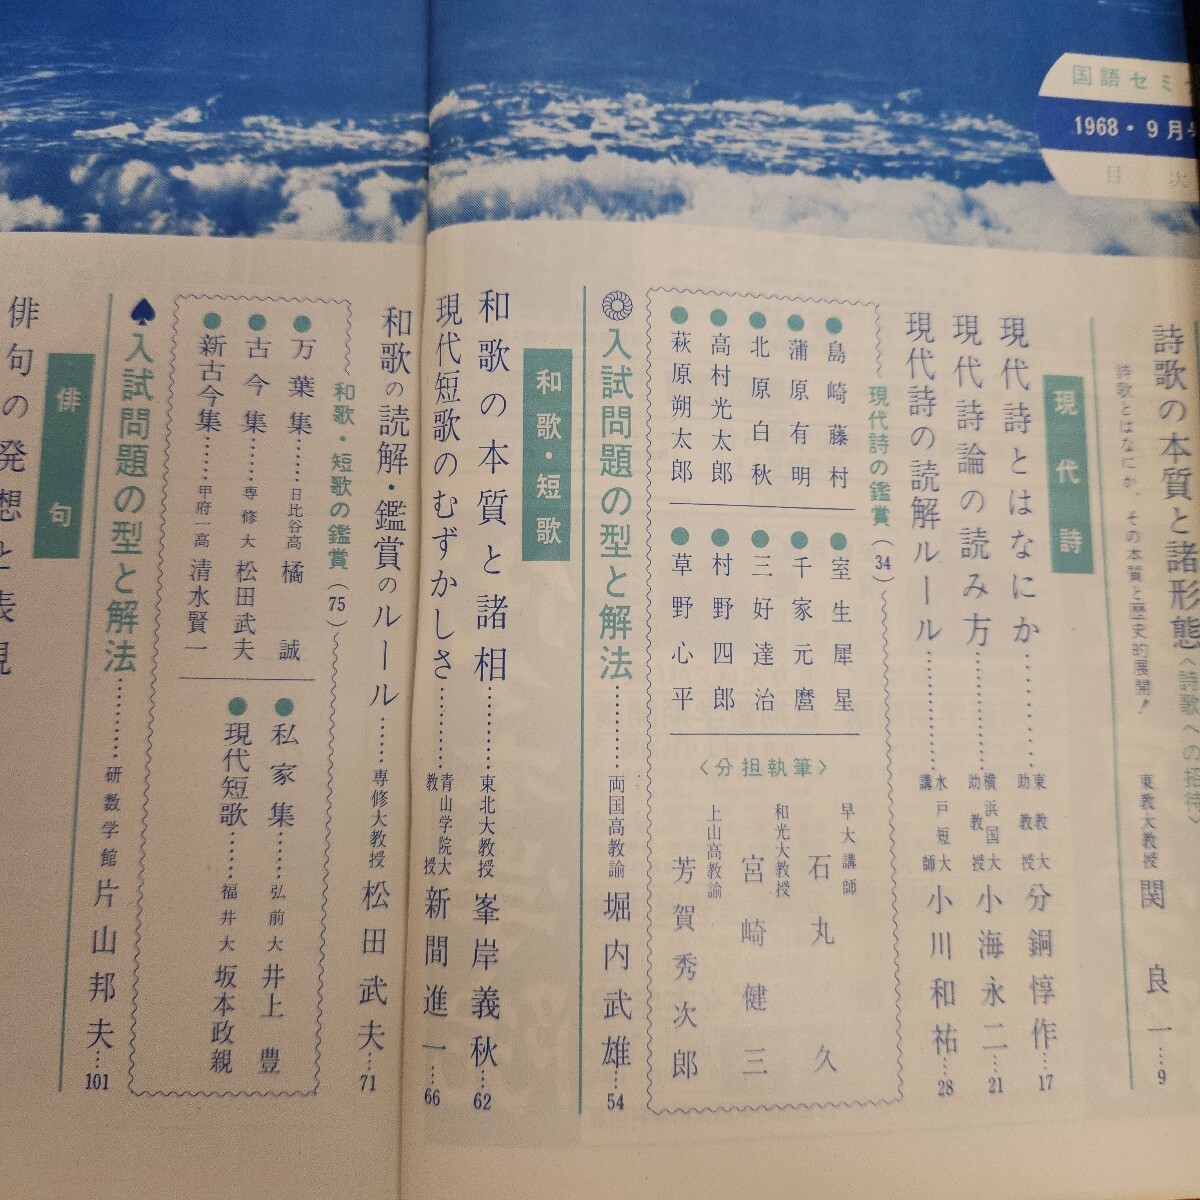 国語セミ
1968・9月号
目次
詩歌の本質と諸形態〈詩歌への招待〉
詩歌とはなにか、その本質と歴史的展開！
東教大教授 関良一…9
現代詩
現代詩とはなにか………東教大助教授 分銅惇作…17
現代詩論の読み方………横浜国大助教授 小海永二…21
現代詩の読解ルール………水戸短大講師 小川和祐…28
現代詩の鑑賞（34）
●島崎藤村
●蒲原有明
●北原白秋
●高村光太郎
●萩原朔太郎
●室生犀星
●千家元麿
●三好達治
●村野四郎
●草野心平
〈分担執筆〉
早大講師 石丸久
和光大教授 宮崎健三
上山高教諭 芳賀秀次郎
入試問題の型と解法………両国高教諭 堀内武雄…54
和歌・短歌
和歌の本質と諸相………東北大教授 峯岸義秋…62
現代短歌のむずかしさ………青山学院大教授 新間進一…66
和歌の読解・鑑賞のルール………専修大教授 松田武夫…71
和歌・短歌の鑑賞（75）
●万葉集……日比谷高 橘誠
●古今集……専修大 松田武夫
●新古今集……甲府一高 清水賢一
●私家集……弘前大 井上豊
●現代短歌……福井大 坂本政親
♠入試問題の型と解法………研数学館 片山邦夫…101
俳句
俳句の発想と表現